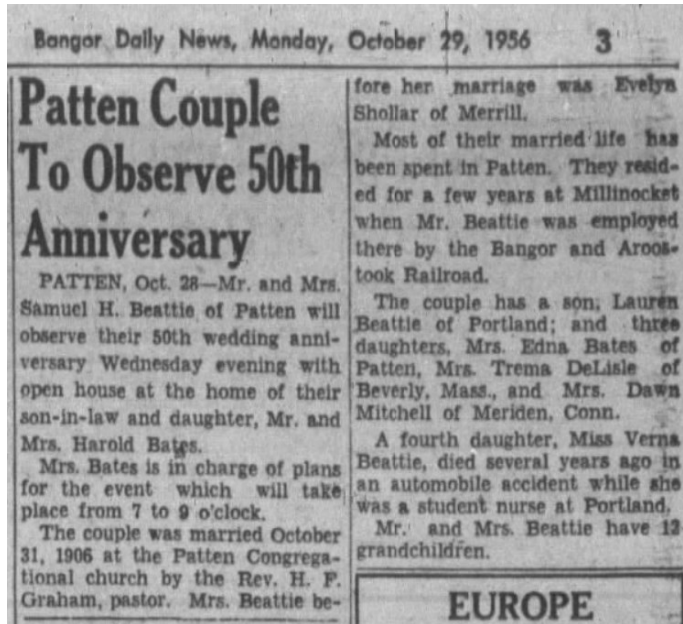 Bangor Daily News, Monday, October 29, 1956 3
Patten Couple
To Observe 50th
Anniversary
PATTEN, Oct. 28—Mr. and Mrs.
Samuel H. Beattie of Patten will
observe their 50th wedding anni-
versary Wednesday evening with
open house at the home of their
son-in-law and daughter, Mr. and
Mrs. Harold Bates.
Mrs. Bates is in charge of plans
for the event which will take
place from 7 to 9 o'clock.
The couple was married October
31, 1906 at the Patten Congrega-
tional church by the Rev. H. F.
Graham, pastor. Mrs. Beattie be-
fore her marriage was Evelyn
Shollar of Merrill.
Most of their married life has
been spent in Patten. They resid-
ed for a few years at Millinocket
when Mr. Beattie was employed
there by the Bangor and Aroos-
took Railroad.
The couple has a son, Lauren
Beattie of Portland; and three
daughters, Mrs. Edna Bates of
Patten, Mrs. Trema DeLisle of
Beverly, Mass., and Mrs. Dawn
Mitchell of Meriden, Conn.
A fourth daughter, Miss Verna
Beattie, died several years ago in
an automobile accident while she
was a student nurse at Portland.
Mr. and Mrs. Beattie have 12
grandchildren.
EUROPE